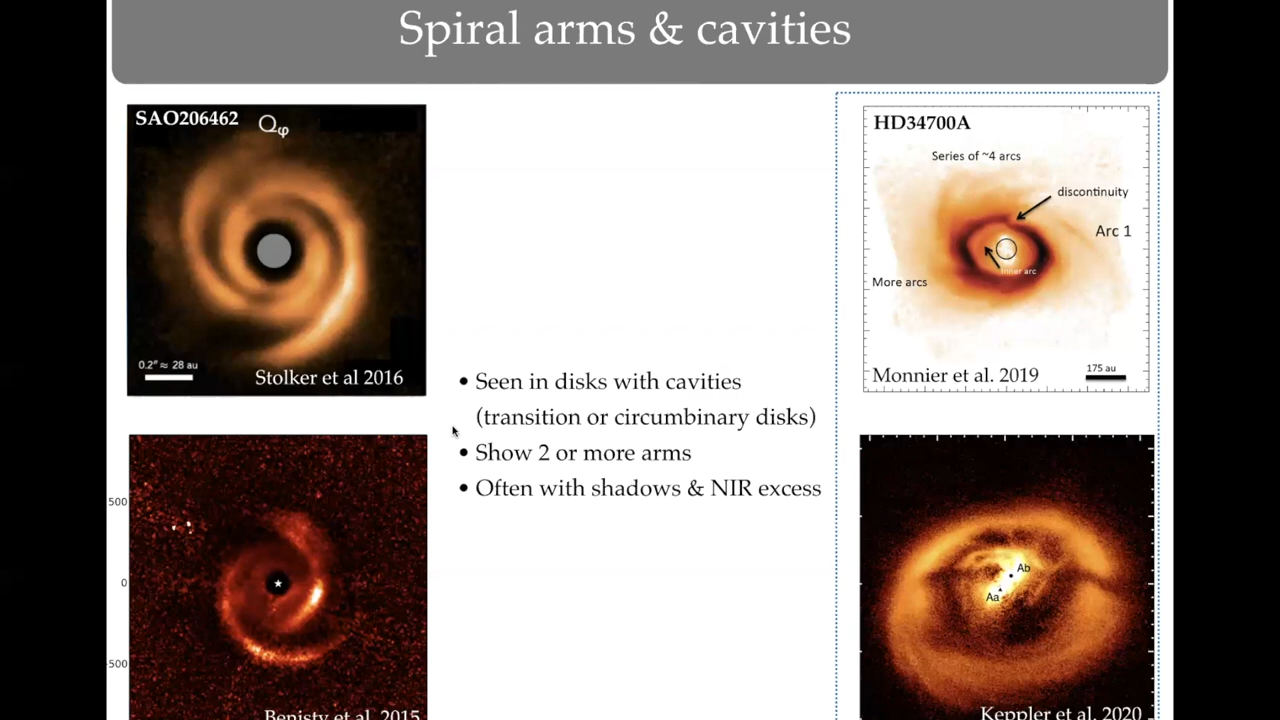 Spiral arms & cavities
SAO206462
Qφ
0.2" ≈ 28 au
Stolker et al 2016
500
0
500
Benisty et al. 2015
• Seen in disks with cavities
(transition or circumbinary disks)
• Show 2 or more arms
• Often with shadows & NIR excess
HD34700A
Series of ~4 arcs
discontinuity
Arc 1
Inner arc
More arcs
175 au
Monnier et al. 2019
Ab
Aa
Keppler et al. 2020